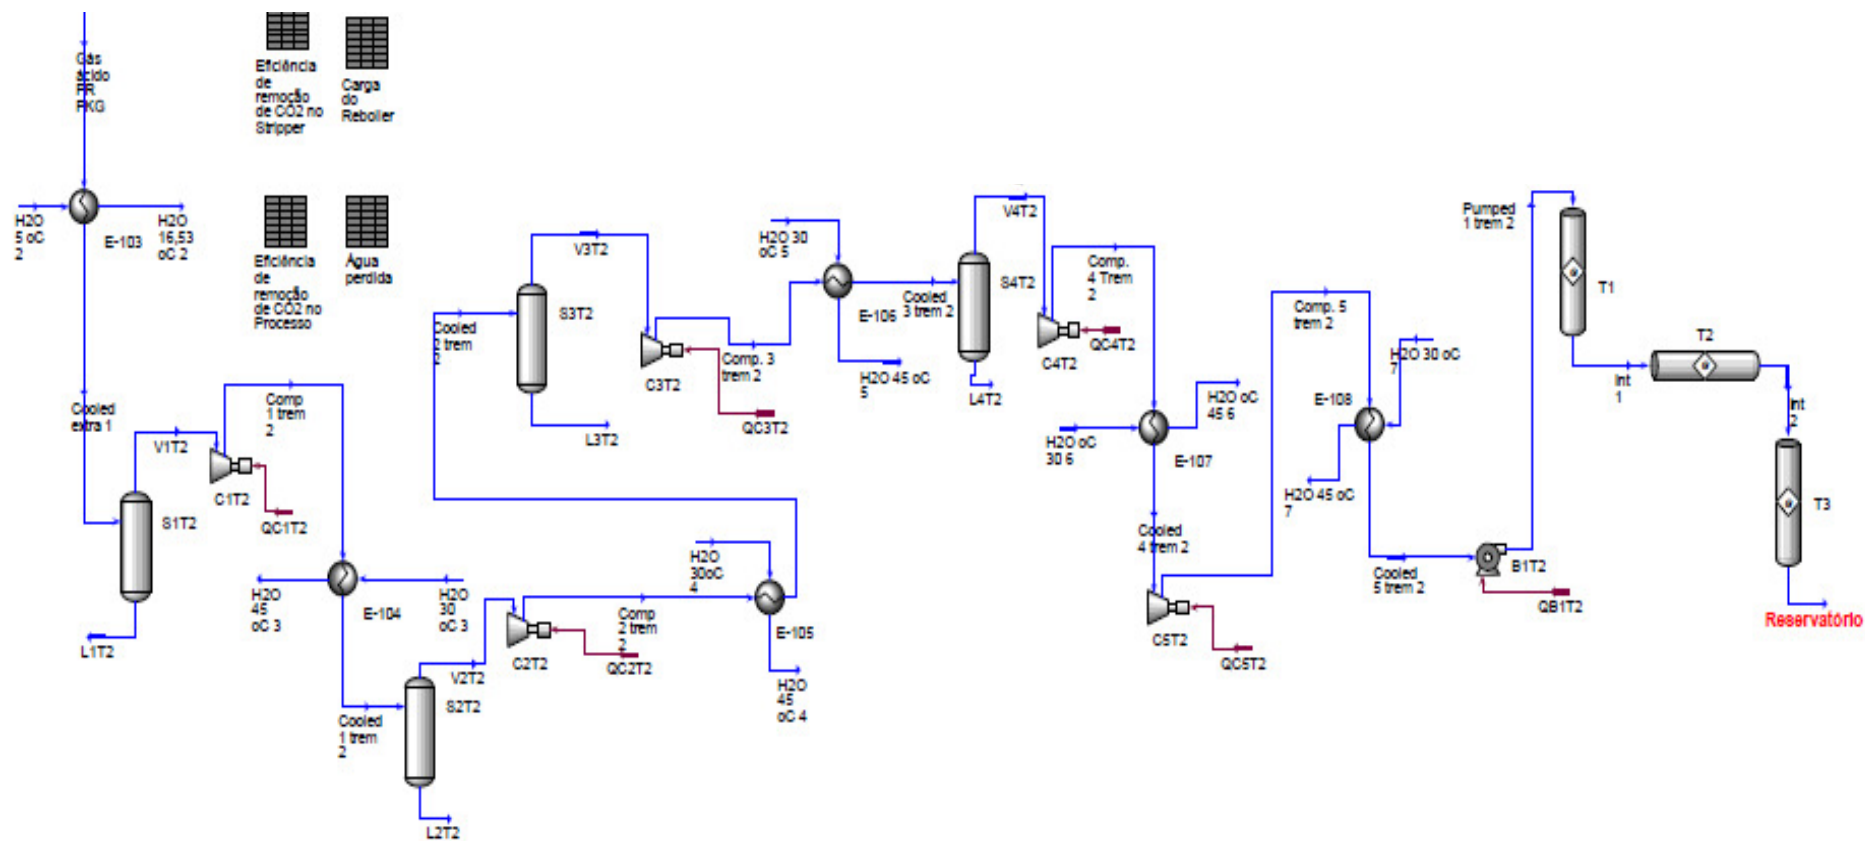 Gás
ácido
PR
PKG
Eficiência
de
remoção
de CO2 no
Stripper
Carga
do
Reboiler
H2O
5 oC
2
E-103
H2O
16,53
oC 2
Eficiência
de
remoção
de CO2 no
Processo
Água
perdida
Cooled
extra 1
V1T2
Comp
1 trem
2
C1T2
QC1T2
S1T2
L1T2
H2O
45
oC 3
E-104
H2O
30
oC 3
Cooled
1 trem
2
S2T2
L2T2
V2T2
C2T2
QC2T2
Comp
2 trem
2
H2O
30oC
4
E-105
H2O
45
oC 4
Cooled
2 trem
2
S3T2
L3T2
V3T2
C3T2
QC3T2
Comp. 3
trem 2
H2O 30
oC 5
E-106
H2O 45 oC
5
Cooled
3 trem 2
S4T2
L4T2
V4T2
C4T2
QC4T2
Comp.
4 Trem
2
H2O oC
30 6
H2O oC
45 6
E-107
Cooled
4 trem 2
C5T2
QC5T2
Comp. 5
trem 2
H2O 30 oC
7
E-108
H2O 45 oC
7
Cooled
5 trem 2
B1T2
QB1T2
Pumped
1 trem 2
T1
Int
1
T2
Int
2
T3
Reservatório